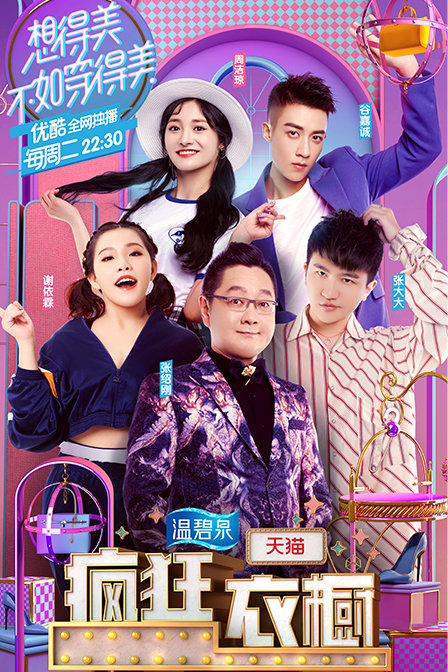 想得美
不如穿得美
优酷全网独播
每周二 22:30
周洁琼
谷嘉诚
谢依霖
张大大
张绍刚
温碧泉
天猫
疯狂衣橱